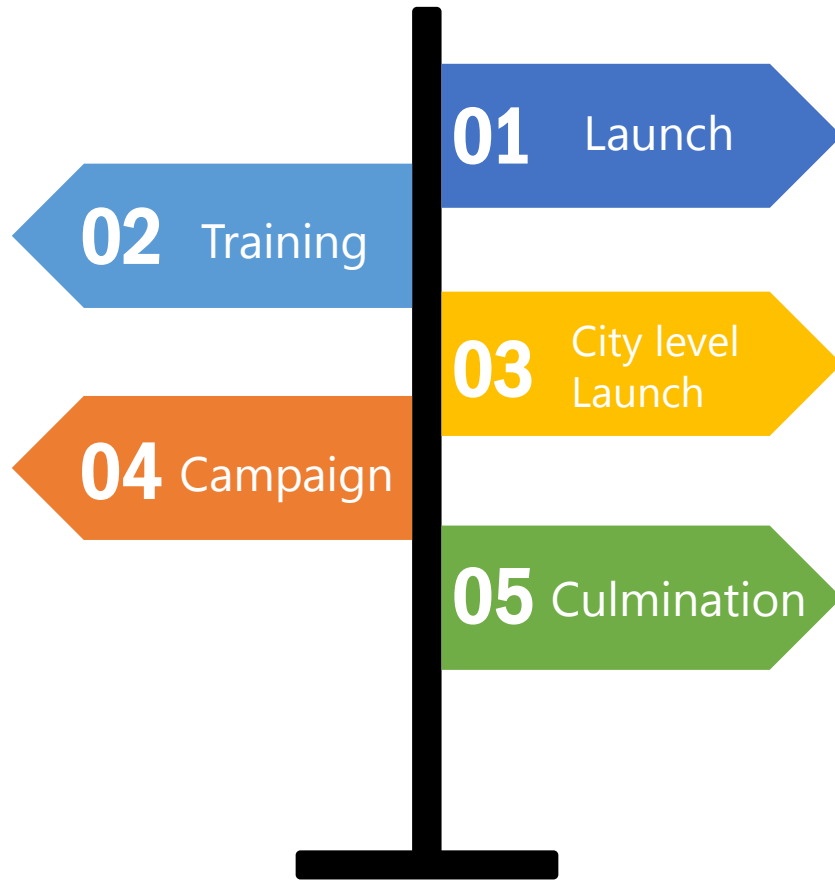 01 Launch
02 Training
03 City level
Launch
04 Campaign
05 Culmination